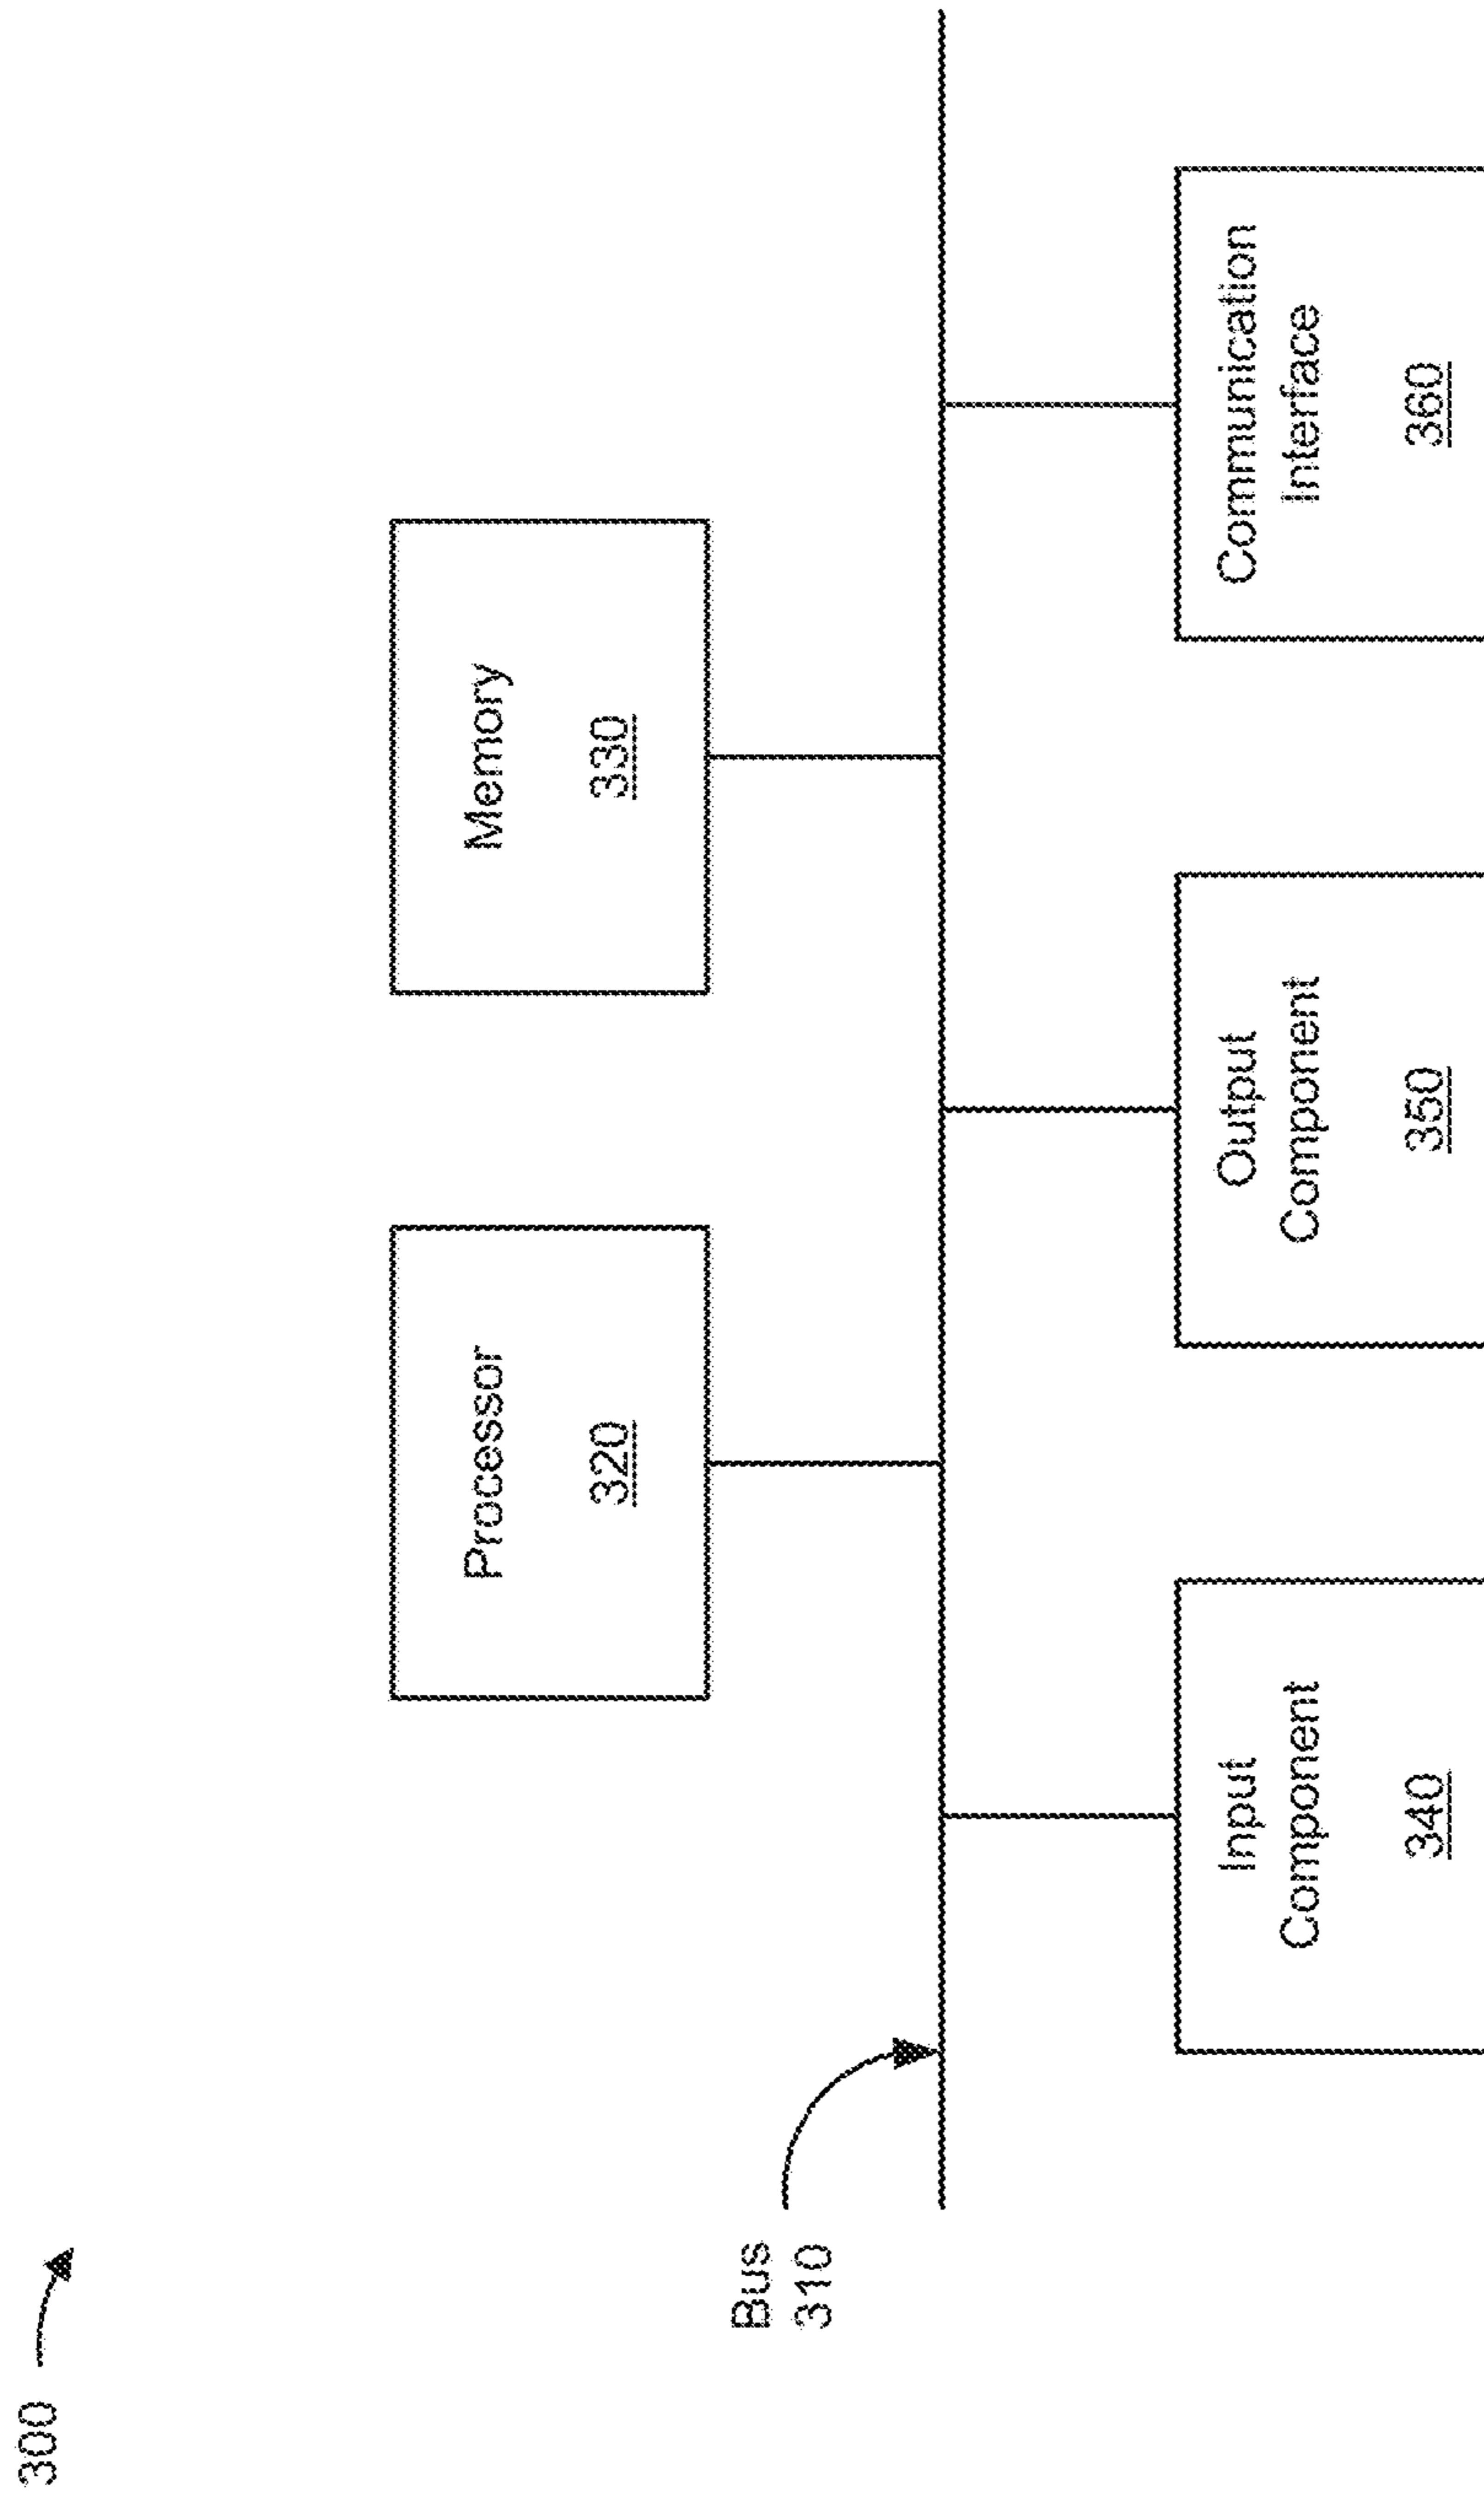 300
Processor
320
Memory
330
Bus
310
Input
Component
340
Output
Component
350
Communication
Interface
360